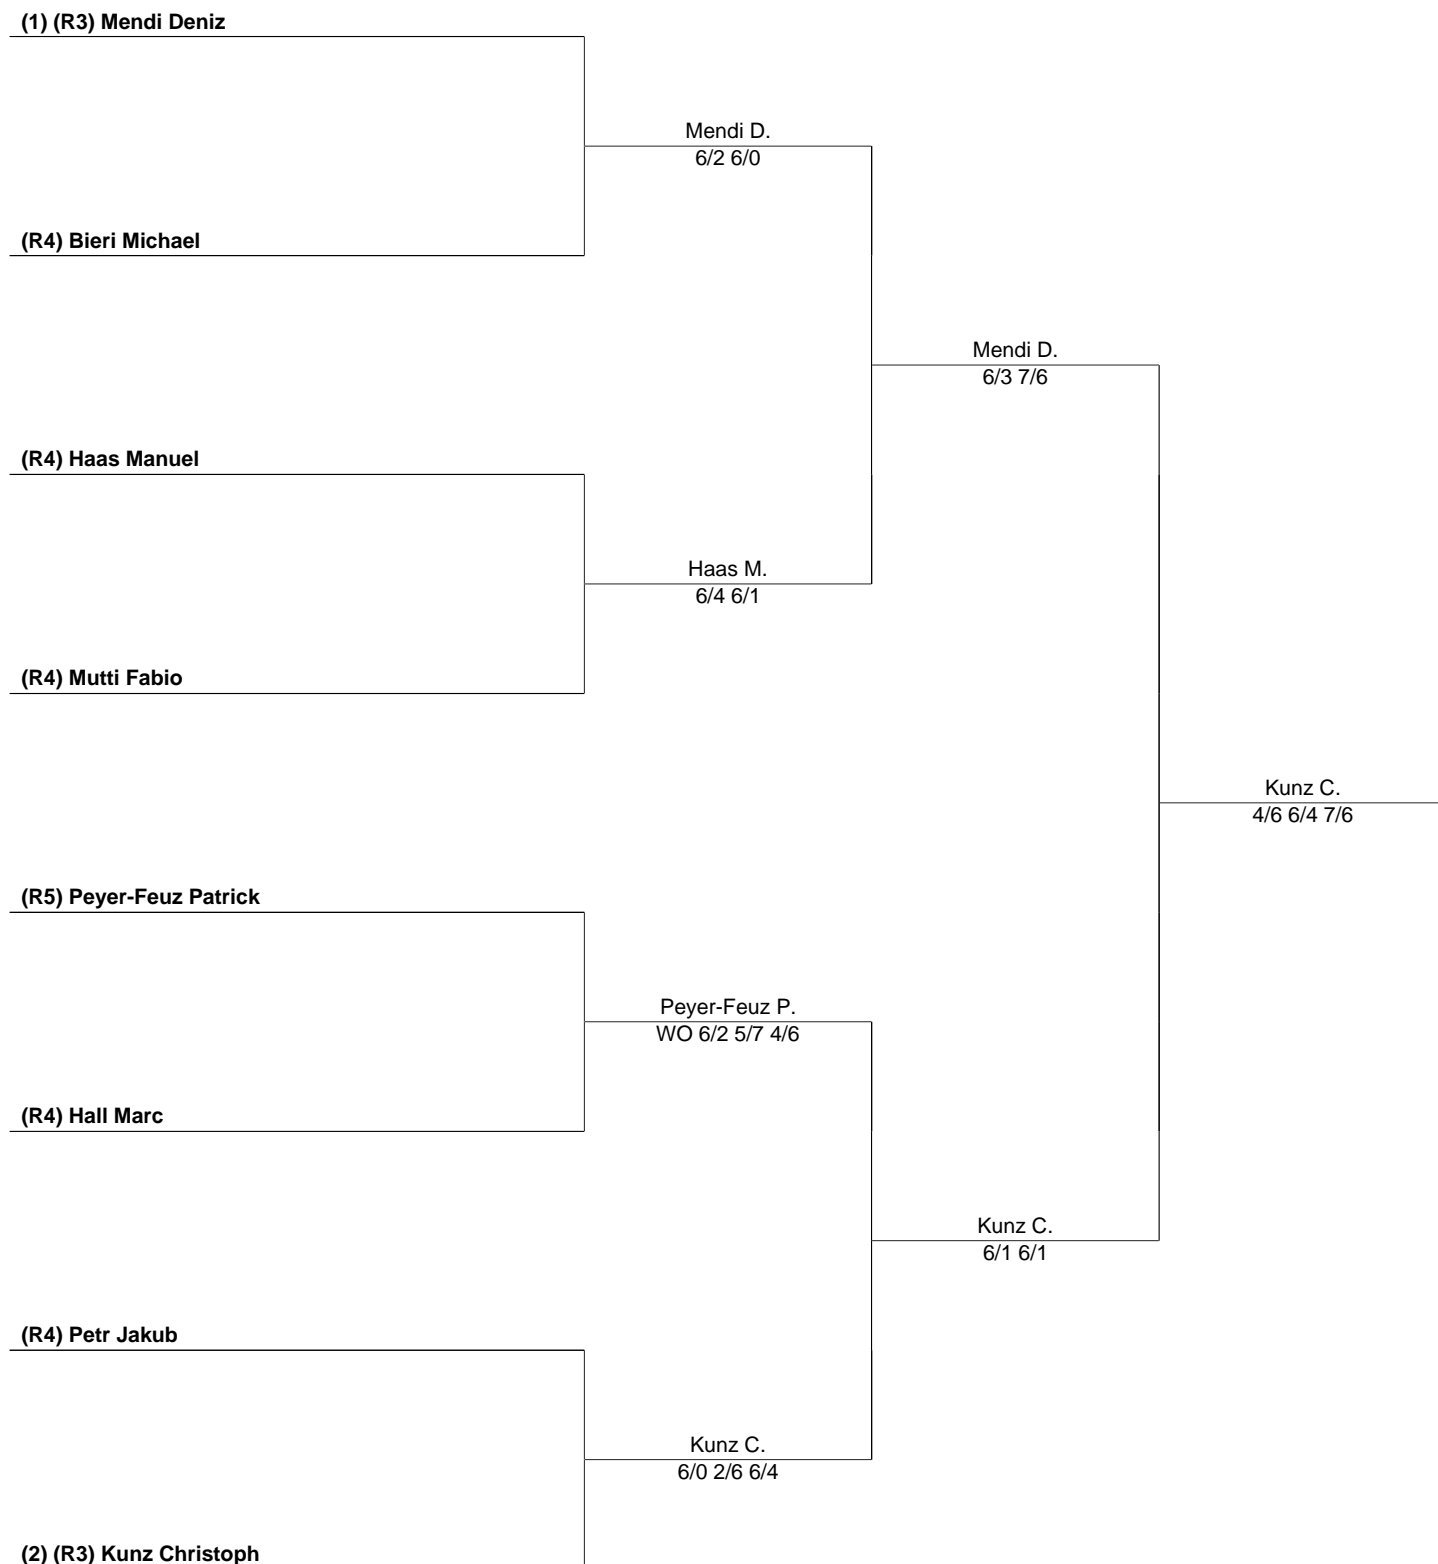 (1) (R3) Mendi Deniz
Mendi D.
6/2 6/0
(R4) Bieri Michael
Mendi D.
6/3 7/6
(R4) Haas Manuel
Haas M.
6/4 6/1
(R4) Mutti Fabio
Kunz C.
4/6 6/4 7/6
(R5) Peyer-Feuz Patrick
Peyer-Feuz P.
WO 6/2 5/7 4/6
(R4) Hall Marc
Kunz C.
6/1 6/1
(R4) Petr Jakub
Kunz C.
6/0 2/6 6/4
(2) (R3) Kunz Christoph